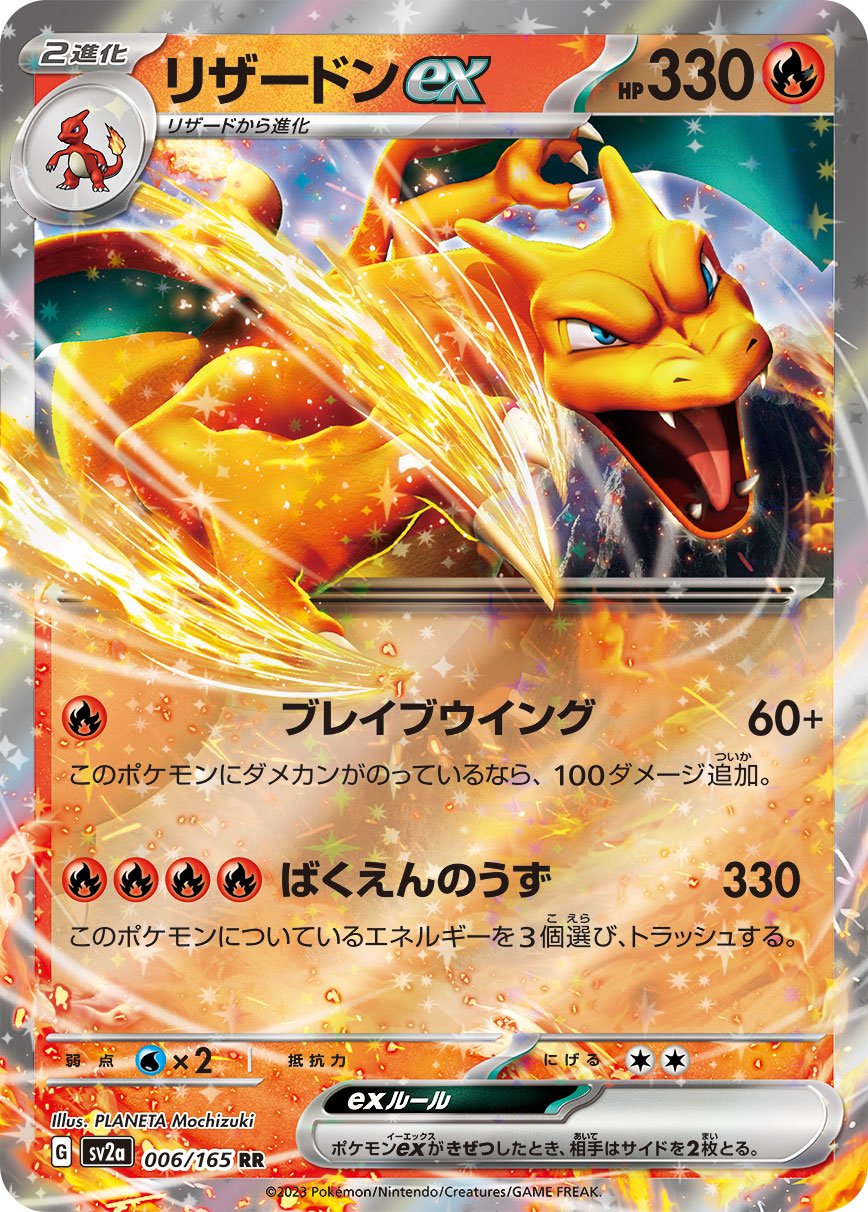 2進化
リザードンex
HP330
リザードから進化
ブレイブウイング 60+
このポケモンにダメカンがのっているなら、100ダメージ追加。
ばくえんのうず 330
このポケモンについているエネルギーを3個選び、トラッシュする。
弱点 ×2 抵抗力 にげる
exルール
ポケモンexがきぜつしたとき、相手はサイドを2枚とる。
Illus. PLANETA Mochizuki
G sv2a 006/165 RR
©2023 Pokémon/Nintendo/Creatures/GAME FREAK.